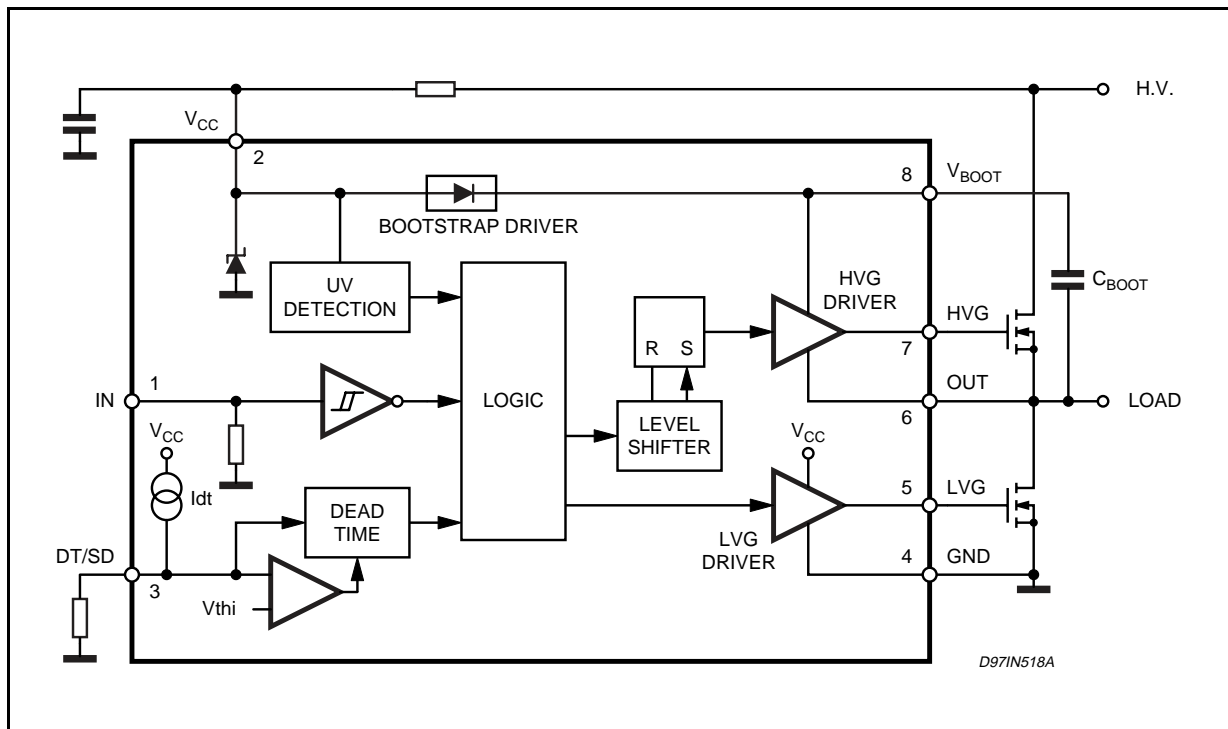 H.V.
VCC
2
8
VBOOT
BOOTSTRAP DRIVER
UV
DETECTION
HVG
DRIVER
CBOOT
R S
HVG
7
1
IN
LOGIC
OUT
6
LOAD
LEVEL
SHIFTER
VCC
VCC
Idt
5
LVG
DEAD
TIME
LVG
DRIVER
DT/SD
3
4
GND
Vthi
D97IN518A